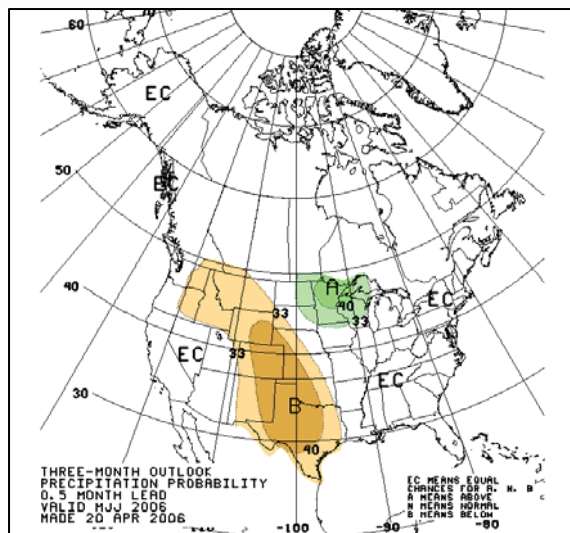 60
EC
50
EC
40
A
40
33
33
EC
33
EC
EC
B
30
40
THREE-MONTH OUTLOOK
PRECIPITATION PROBABILITY
0.5 MONTH LEAD
VALID MJJ 2006
MADE 20 APR 2006
EC MEANS EQUAL
CHANCES FOR A, N, B
A MEANS ABOVE
N MEANS NORMAL
B MEANS BELOW
-110
-100
-90
-80